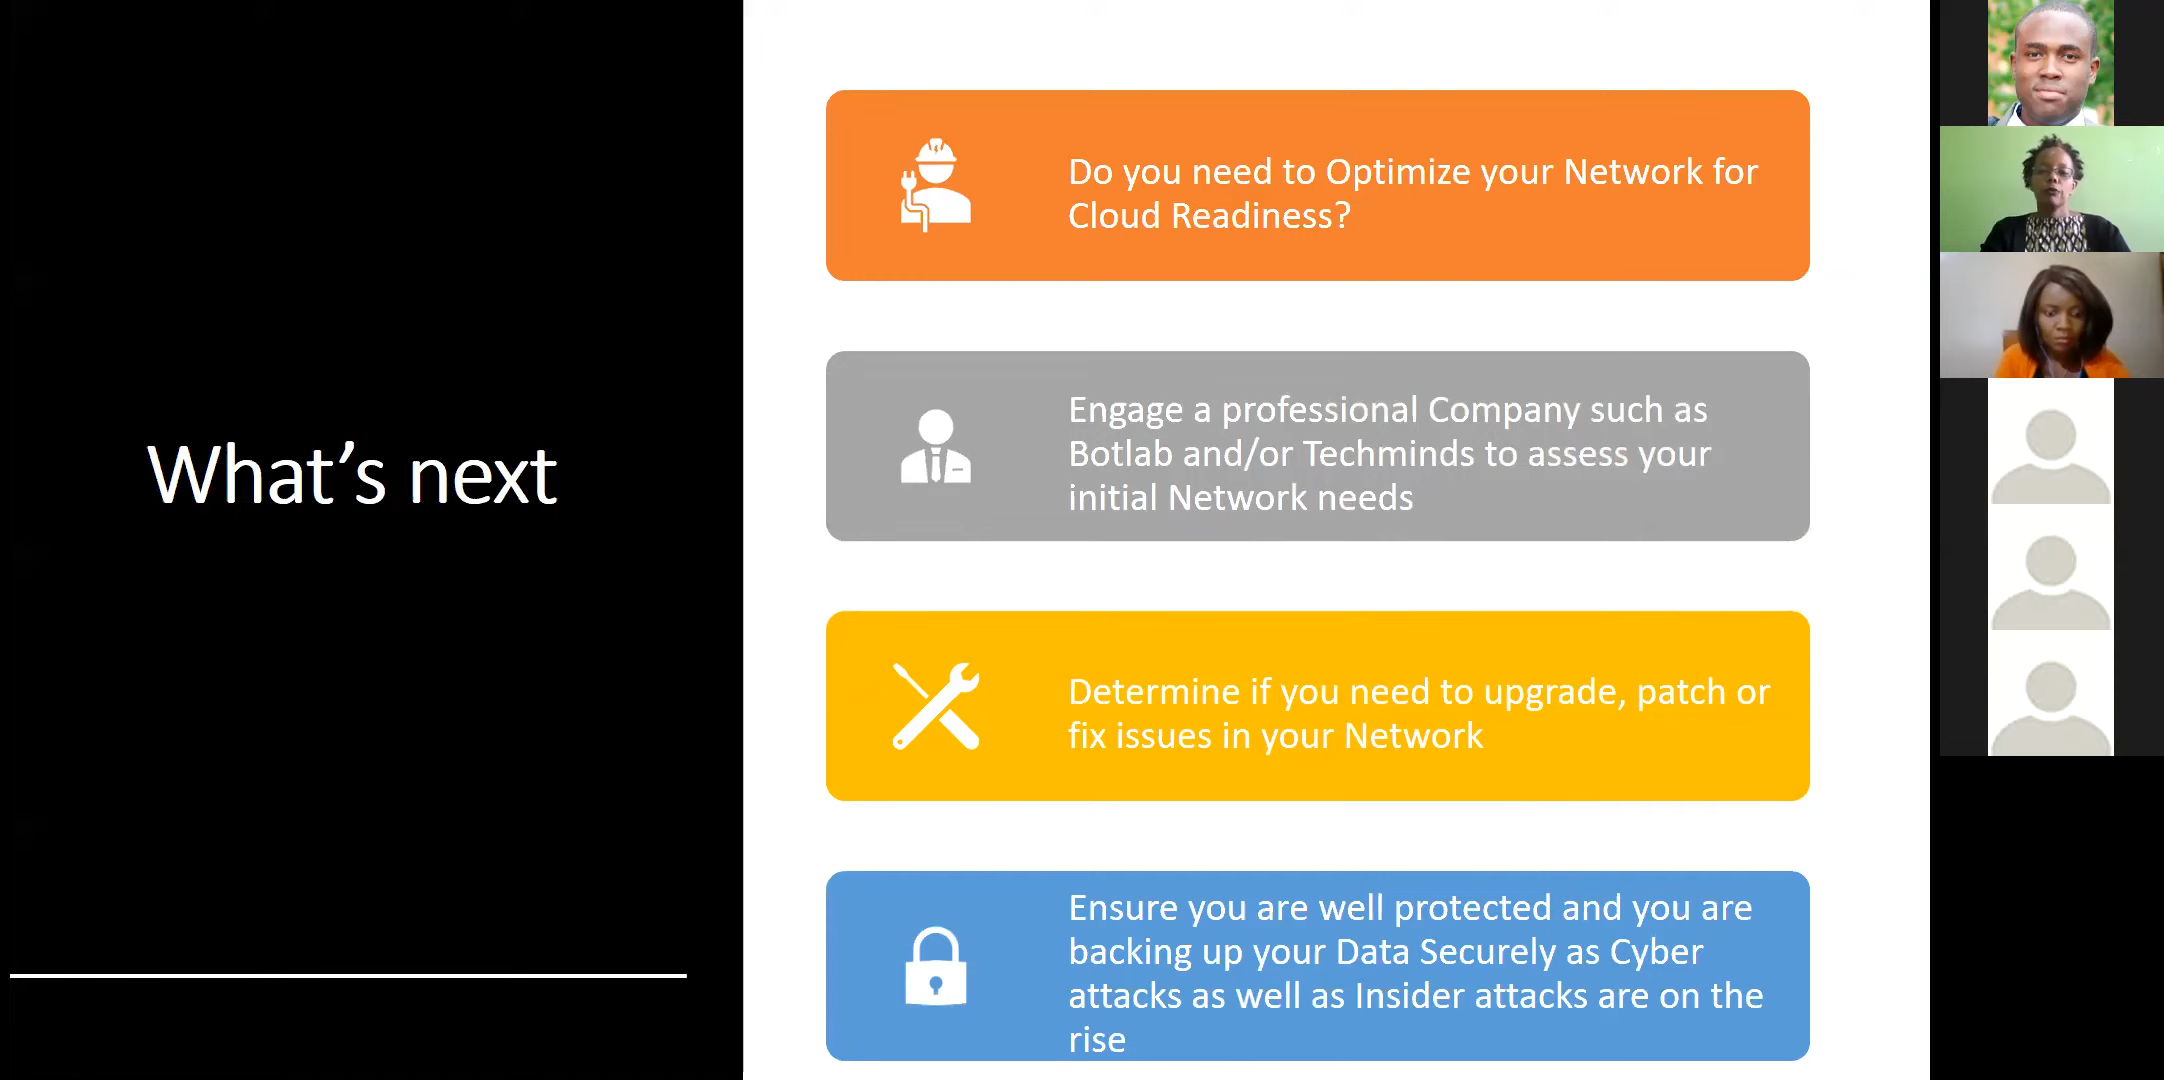 What’s next
Do you need to Optimize your Network for
Cloud Readiness?
Engage a professional Company such as
Botlab and/or Techminds to assess your
initial Network needs
Determine if you need to upgrade, patch or
fix issues in your Network
Ensure you are well protected and you are
backing up your Data Securely as Cyber
attacks as well as Insider attacks are on the
rise